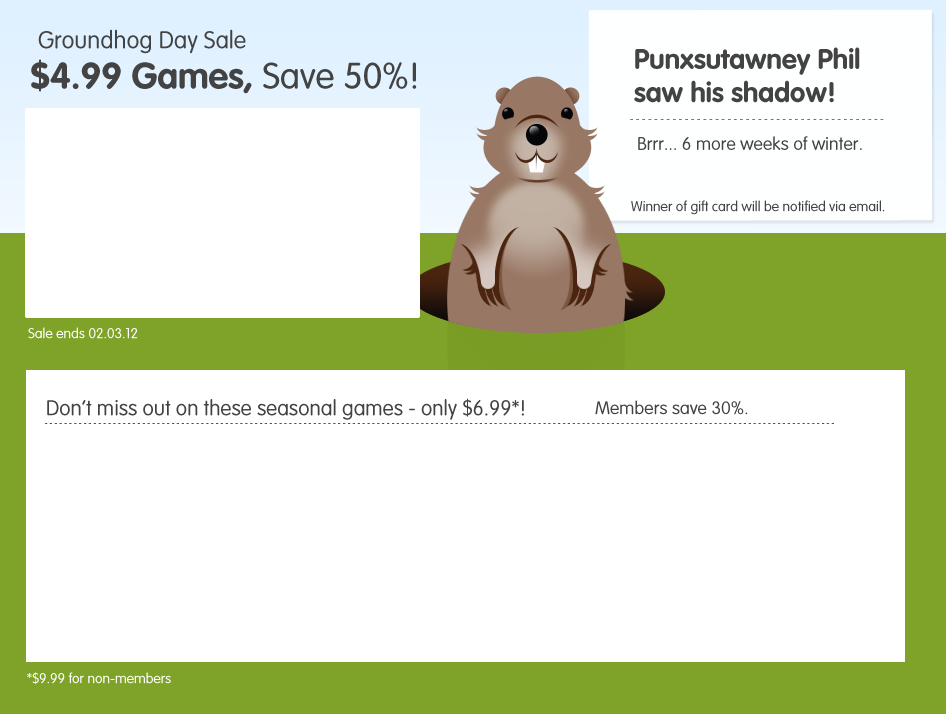 Groundhog Day Sale
$4.99 Games, Save 50%!
Punxsutawney Phil
saw his shadow!
Brrr... 6 more weeks of winter.
Winner of gift card will be notified via email.
Sale ends 02.03.12
Don't miss out on these seasonal games - only $6.99*!
Members save 30%.
*$9.99 for non-members